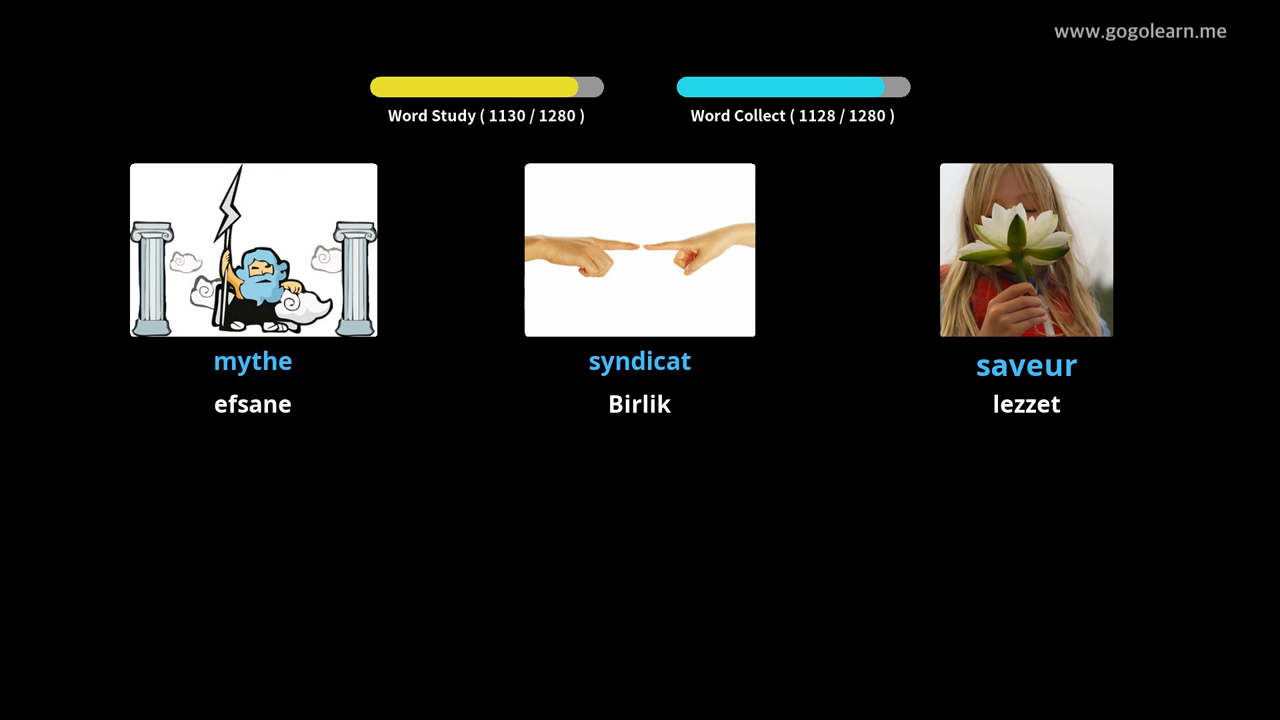 www.gogolearn.me
Word Study ( 1130 / 1280 )
Word Collect ( 1128 / 1280 )
mythe
syndicat
saveur
efsane
Birlik
lezzet